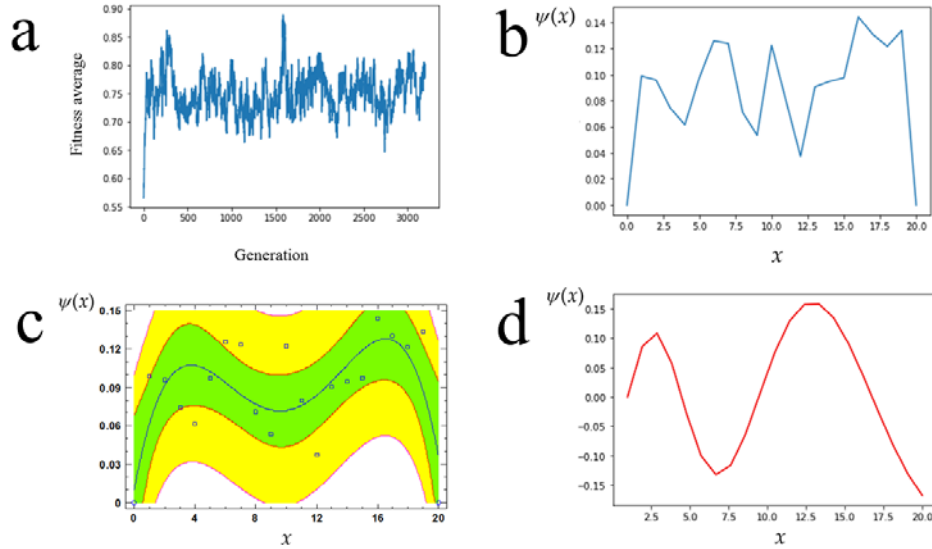 a
Fitness average
0.90
0.85
0.80
0.75
0.70
0.65
0.60
0.55
0 500 1000 1500 2000 2500 3000
Generation
b
ψ(x)
0.14
0.12
0.10
0.08
0.06
0.04
0.02
0.00
0.0 2.5 5.0 7.5 10.0 12.5 15.0 17.5 20.0
x
c
ψ(x)
0.15
0.12
0.09
0.06
0.03
0
0 4 8 12 16 20
x
d
ψ(x)
0.15
0.10
0.05
0.00
−0.05
−0.10
−0.15
2.5 5.0 7.5 10.0 12.5 15.0 17.5 20.0
x